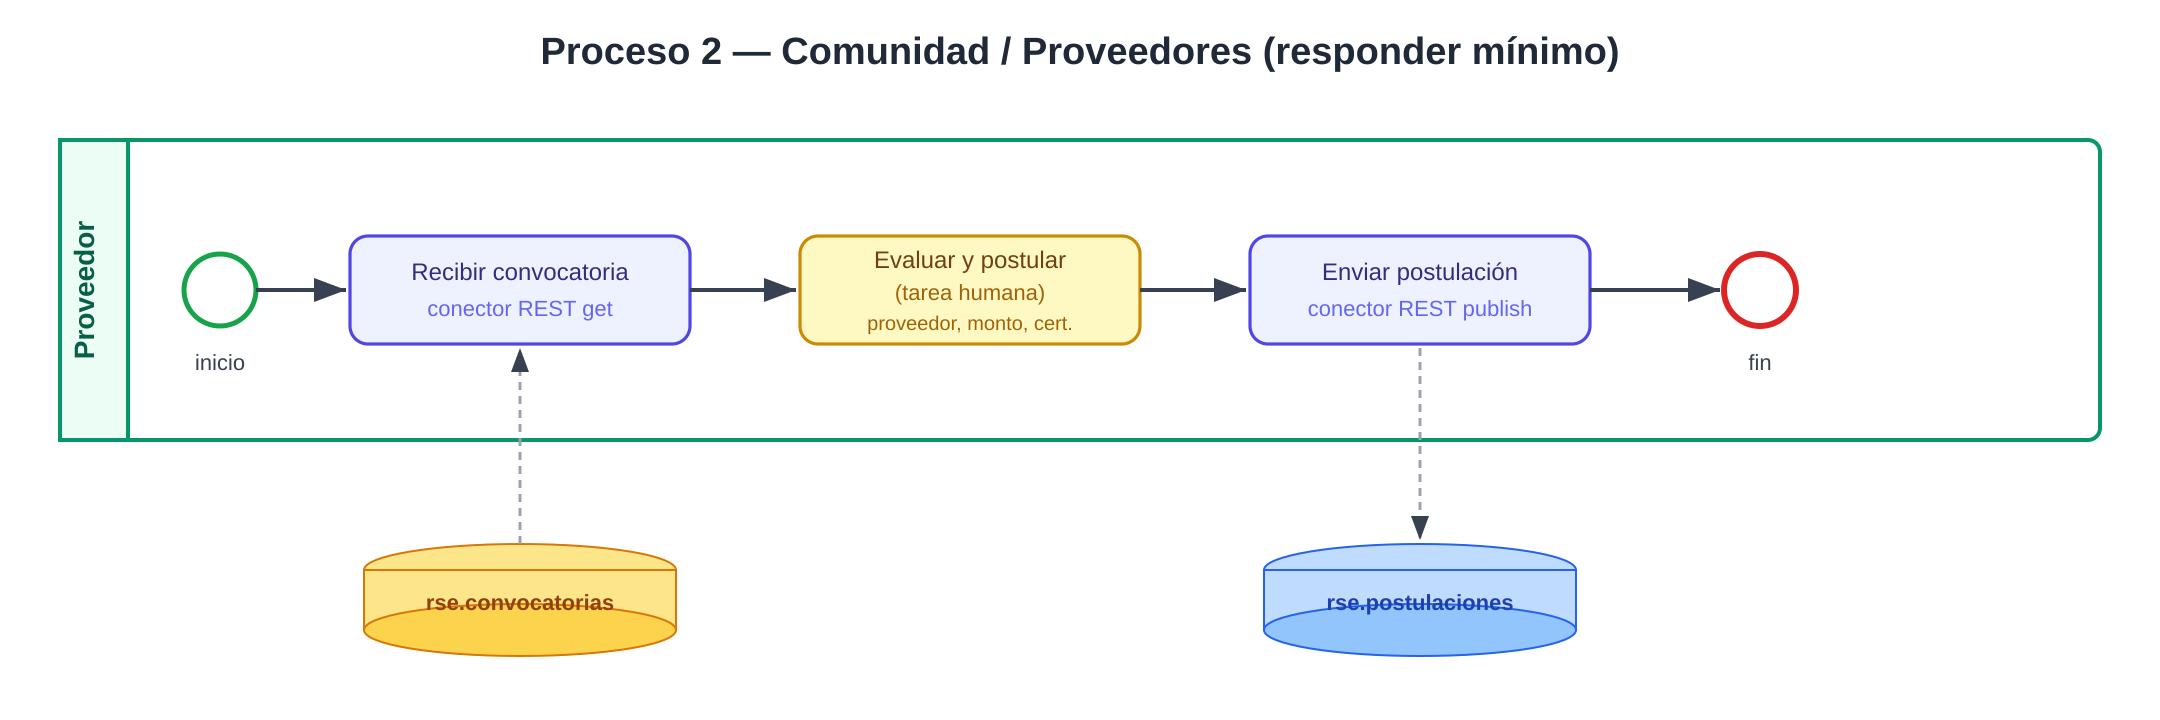 Proceso 2 — Comunidad / Proveedores (responder mínimo)
Proveedor
inicio
Recibir convocatoria
conector REST get
Evaluar y postular
(tarea humana)
proveedor, monto, cert.
Enviar postulación
conector REST publish
fin
rse.convocatorias
rse.postulaciones